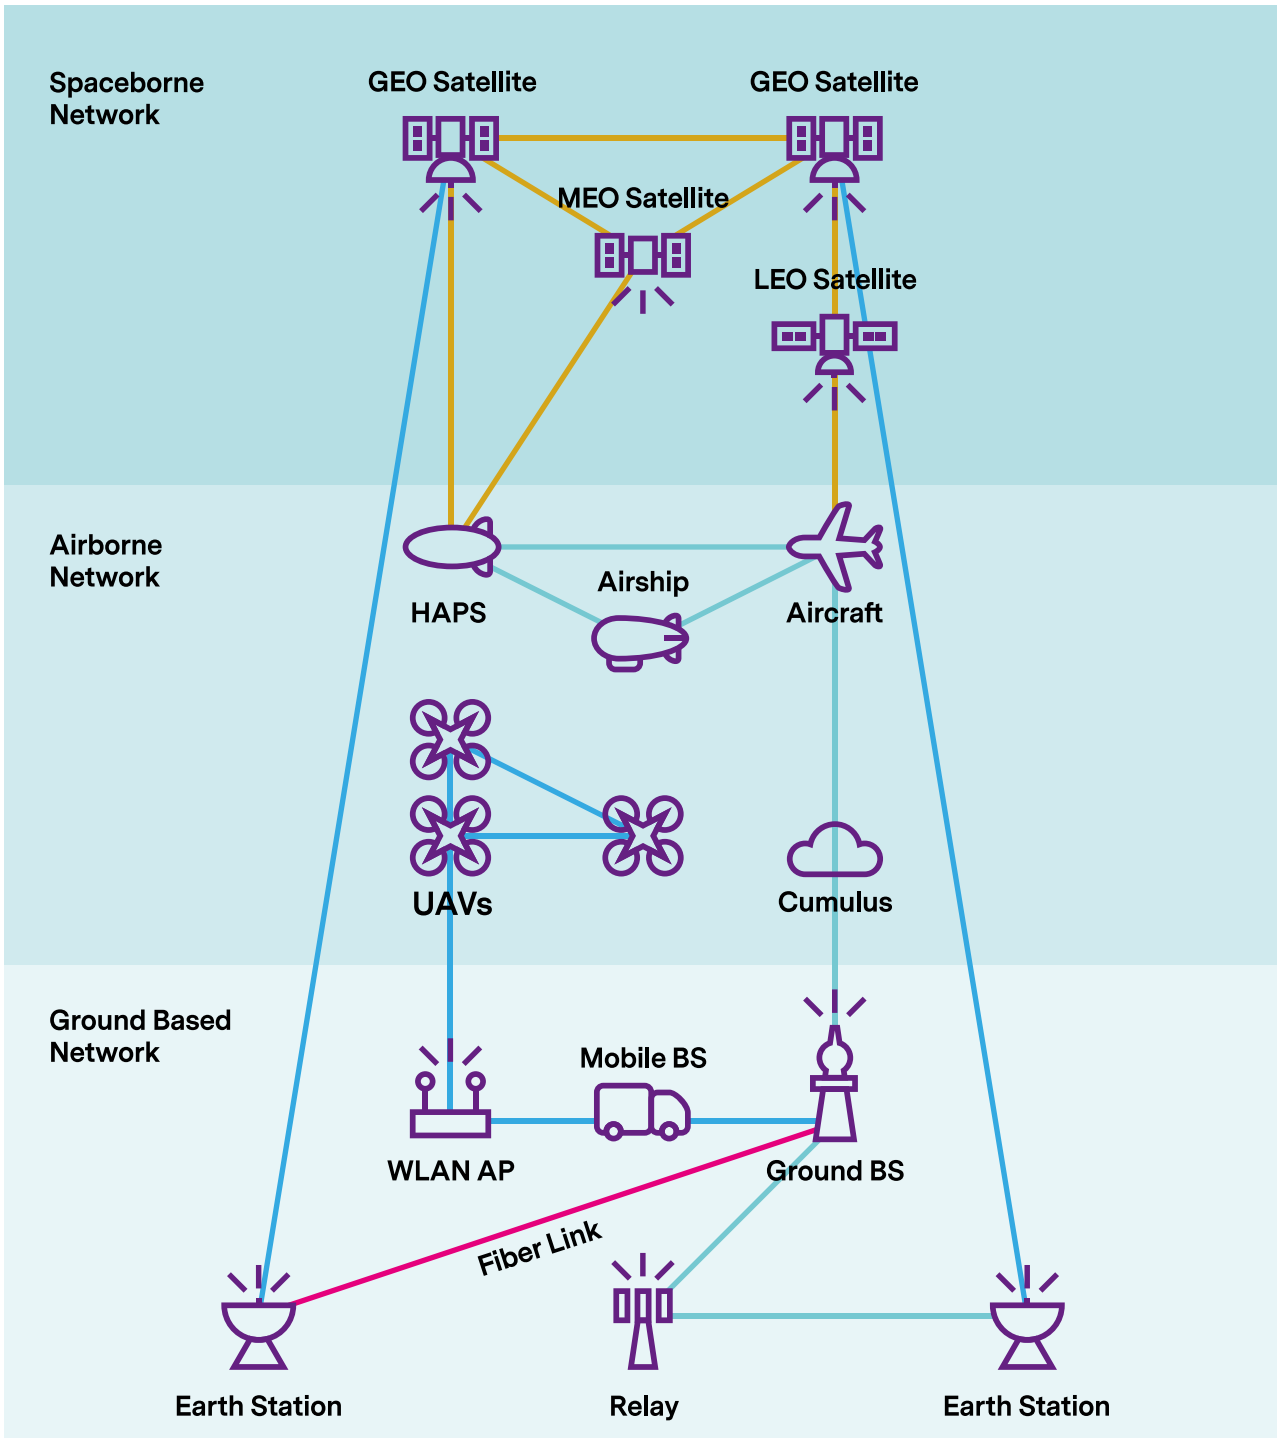 Spaceborne
Network
GEO Satellite
GEO Satellite
MEO Satellite
LEO Satellite
Airborne
Network
HAPS
Airship
Aircraft
UAVs
Cumulus
Ground Based
Network
Mobile BS
WLAN AP
Ground BS
Fiber Link
Earth Station
Relay
Earth Station